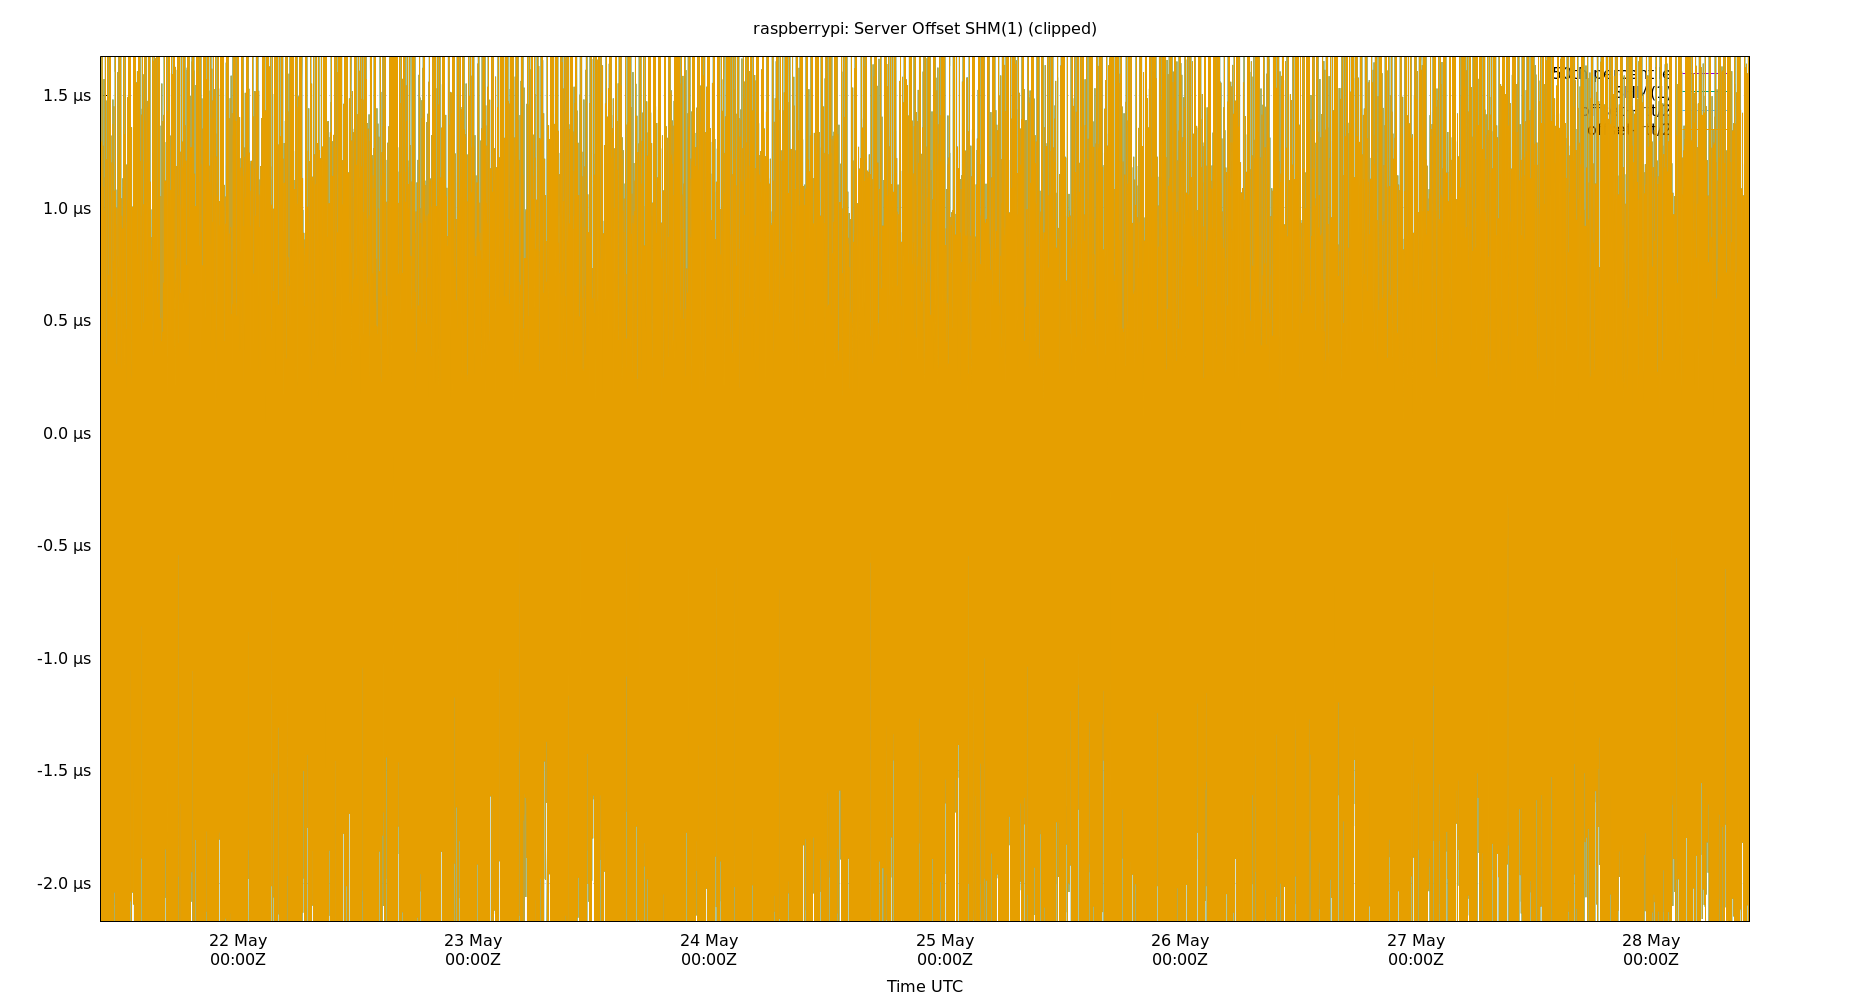 raspberrypi: Server Offset SHM(1) (clipped)
1.5 µs
1.0 µs
0.5 µs
0.0 µs
-0.5 µs
-1.0 µs
-1.5 µs
-2.0 µs
22 May 23 May 24 May 25 May 26 May 27 May 28 May
00:00Z 00:00Z 00:00Z 00:00Z 00:00Z 00:00Z 00:00Z
Time UTC